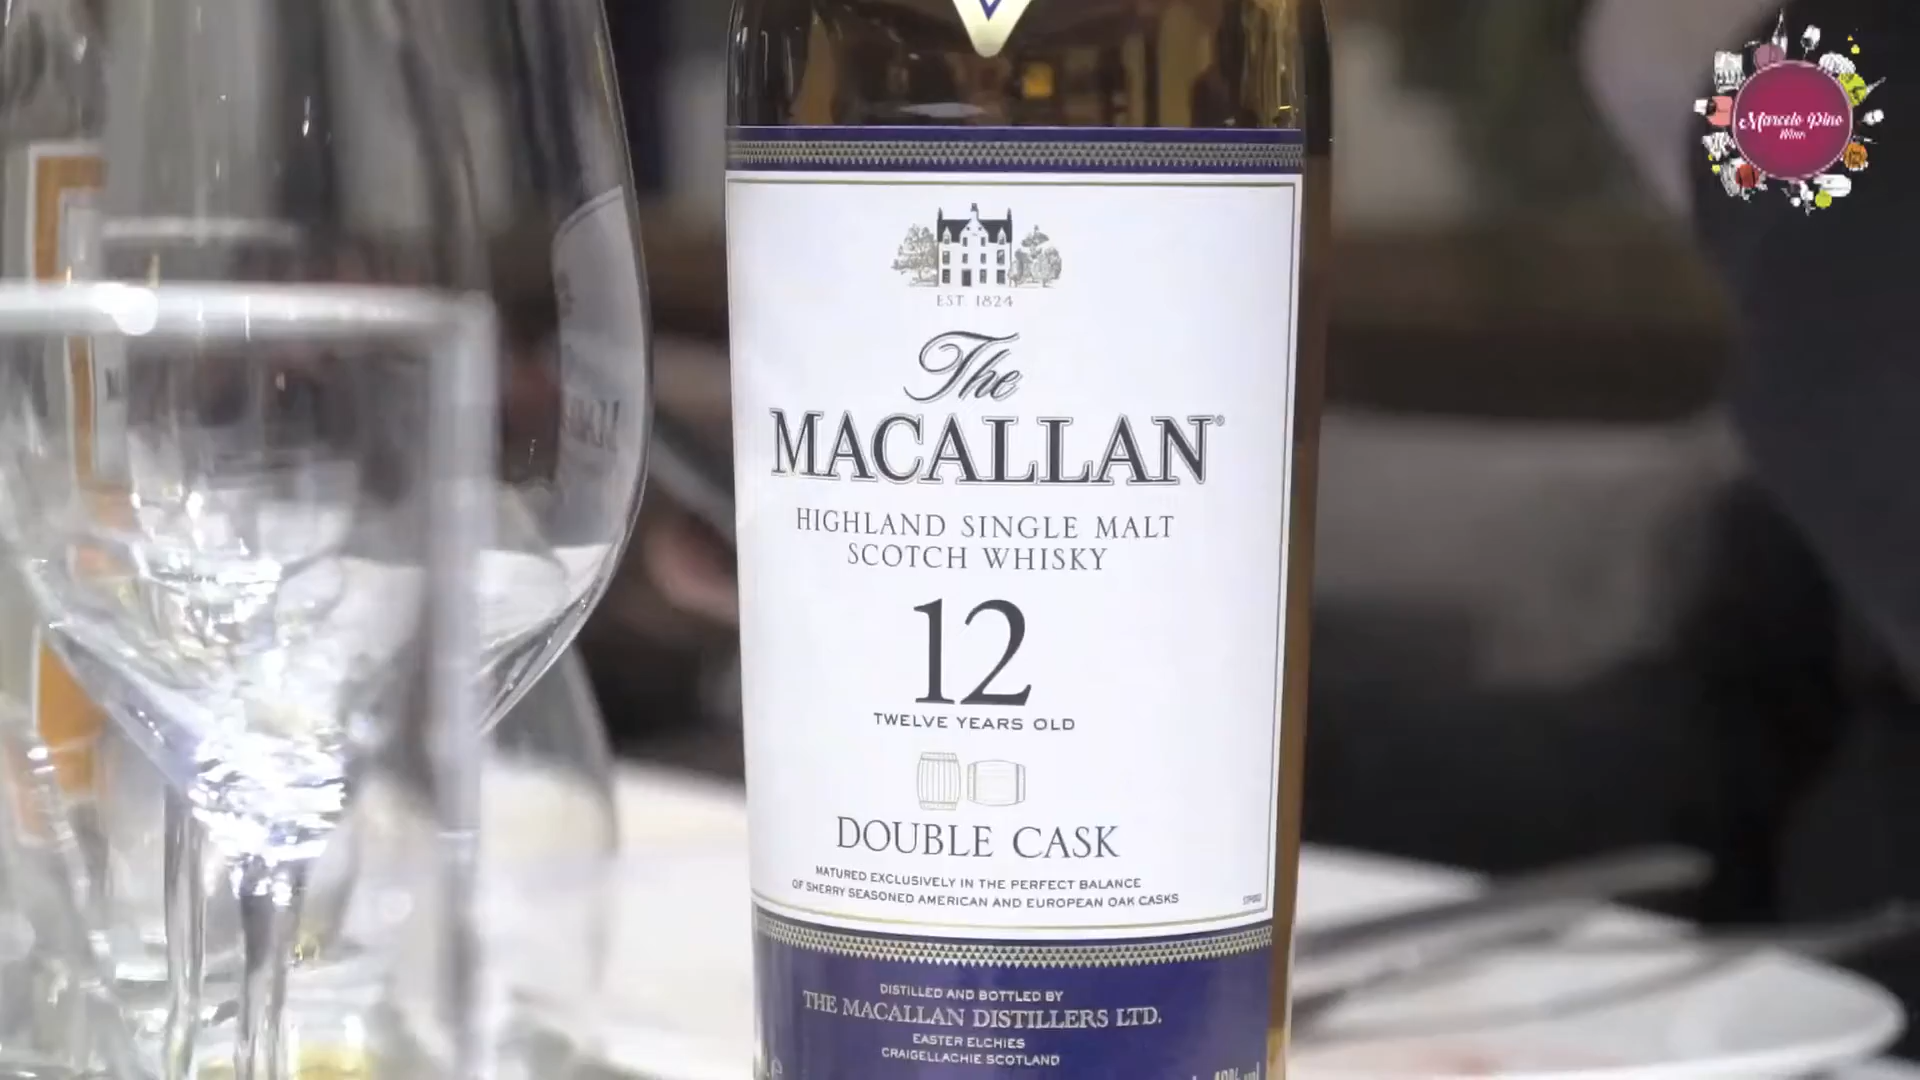 Marcelo Pino
Wine
EST. 1824
The
MACALLAN®
HIGHLAND SINGLE MALT
SCOTCH WHISKY
12
TWELVE YEARS OLD
DOUBLE CASK
MATURED EXCLUSIVELY IN THE PERFECT BALANCE
OF SHERRY SEASONED AMERICAN AND EUROPEAN OAK CASKS
DISTILLED AND BOTTLED BY
THE MACALLAN DISTILLERS LTD.
EASTER ELCHIES
CRAIGELLACHIE SCOTLAND